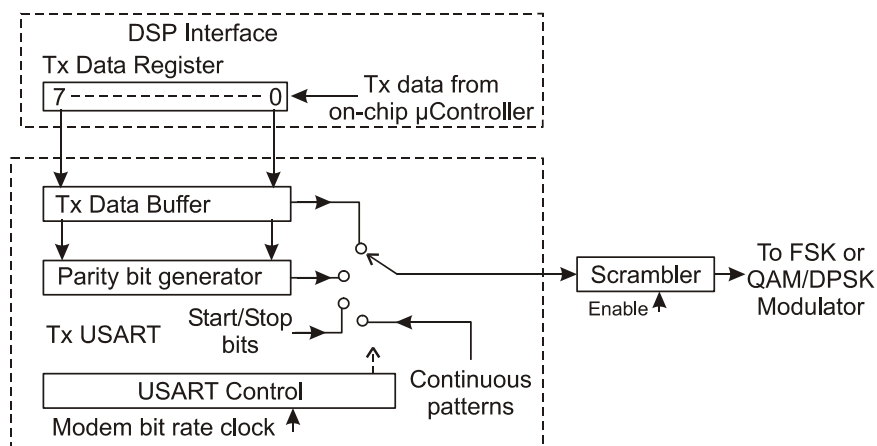 DSP Interface
Tx Data Register
7 0
Tx data from
on-chip µController
Tx Data Buffer
Parity bit generator
Start/Stop
bits
Tx USART
USART Control
Modem bit rate clock
Continuous
patterns
Scrambler
Enable
To FSK or
QAM/DPSK
Modulator